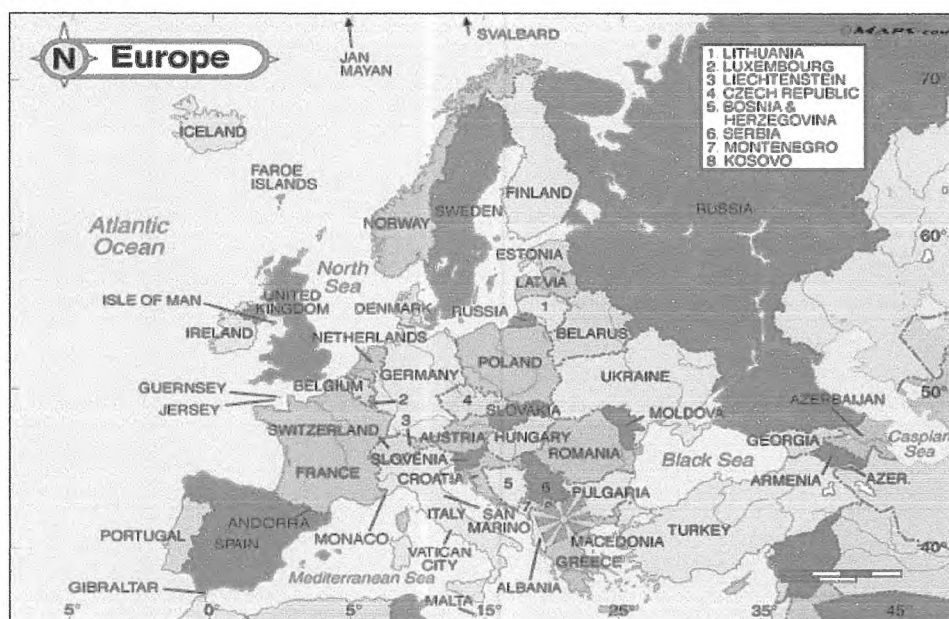 N Europe
JAN
MAYAN
SVALBARD
© MAPS.COM
1 LITHUANIA
2 LUXEMBOURG
3 LIECHTENSTEIN
4 CZECH REPUBLIC
5 BOSNIA &
HERZEGOVINA
6 SERBIA
7 MONTENEGRO
8 KOSOVO
70°
ICELAND
FAROE
ISLANDS
FINLAND
NORWAY
SWEDEN
RUSSIA
Atlantic
Ocean
60°
ESTONIA
North
Sea
LATVIA
ISLE OF MAN
UNITED
KINGDOM
DENMARK
RUSSIA
1
IRELAND
BELARUS
NETHERLANDS
POLAND
GERMANY
UKRAINE
GUERNSEY
BELGIUM
50°
JERSEY
2
4
AZERBAIJAN
SLOVAKIA
MOLDOVA
3
SWITZERLAND
AUSTRIA
HUNGARY
GEORGIA
Caspian
Sea
SLOVENIA
ROMANIA
Black Sea
FRANCE
CROATIA
5
6
ARMENIA
AZER.
PULGARIA
ITALY
SAN
MARINO
7
ANDORRA
TURKEY
PORTUGAL
SPAIN
MONACO
MACEDONIA
VATICAN
CITY
GREECE
40°
Mediterranean Sea
GIBRALTAR
ALBANIA
MALTA
5°
0
5°
15°
25°
35°
45°